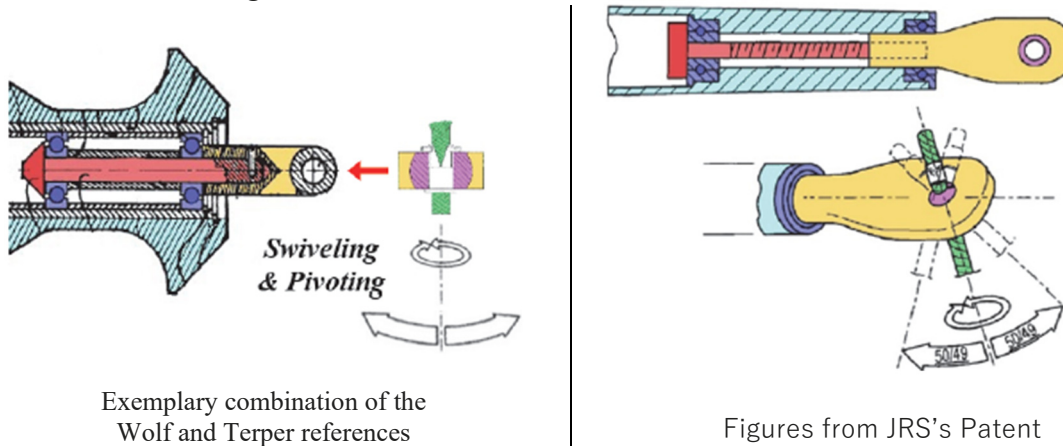 Swiveling
& Pivoting
Exemplary combination of the
Wolf and Terper references
50/49
50/49
Figures from JRS's Patent